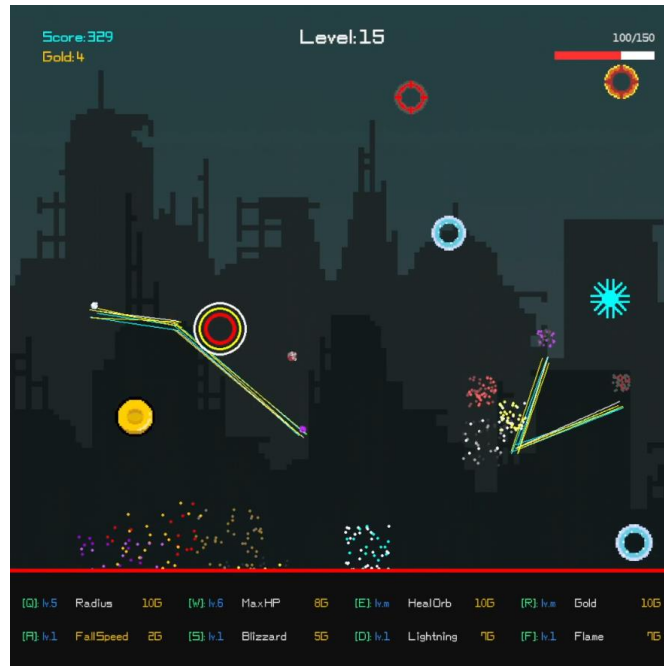 Score:329
Level:15
100/150
Gold:4
[Q]: lv.5 Radius 10G [W]: lv.6 MaxHP 8G [E]: lv.m HealOrb 10G [R]: lv.m Gold 10G
[A]: lv.1 FallSpeed 2G [S]: lv.1 Blizzard 5G [D]: lv.1 Lightning 7G [F]: lv.1 Flame 7G